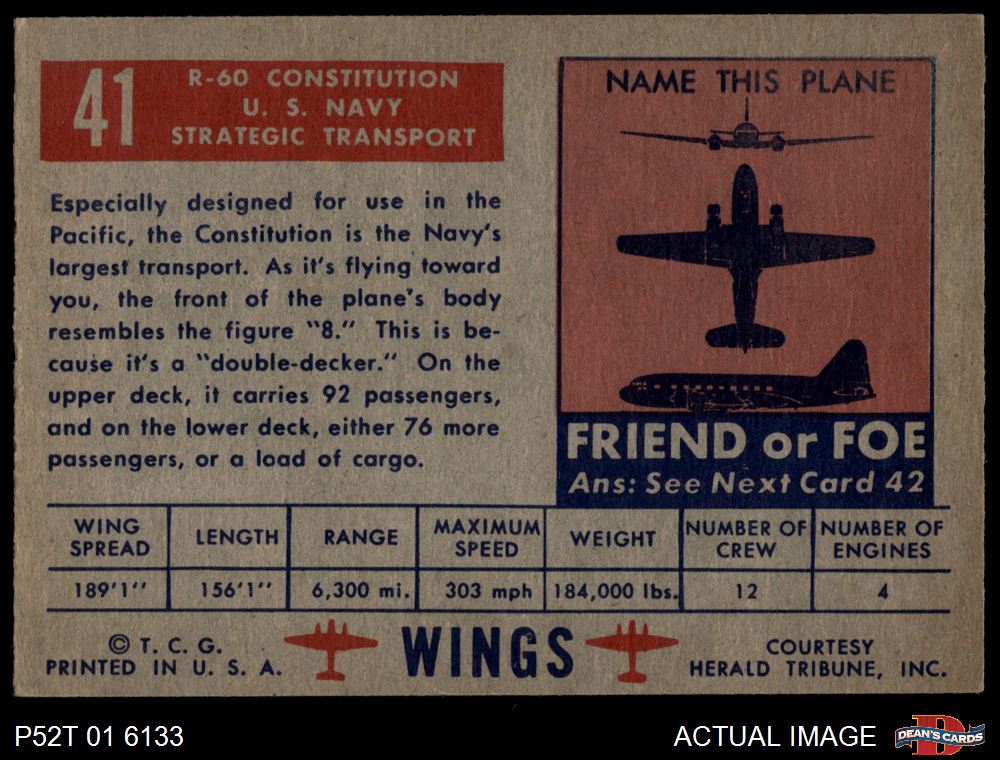 41
R-60 CONSTITUTION
U. S. NAVY
STRATEGIC TRANSPORT
Especially designed for use in the
Pacific, the Constitution is the Navy's
largest transport. As it's flying toward
you, the front of the plane's body
resembles the figure "8." This is be-
cause it's a "double-decker." On the
upper deck, it carries 92 passengers,
and on the lower deck, either 76 more
passengers, or a load of cargo.
NAME THIS PLANE
FRIEND or FOE
Ans: See Next Card 42
WING SPREAD LENGTH RANGE MAXIMUM SPEED WEIGHT NUMBER OF CREW NUMBER OF ENGINES
189'1" 156'1" 6,300 mi. 303 mph 184,000 lbs. 12 4
© T. C. G.
PRINTED IN U. S. A.
WINGS
COURTESY
HERALD TRIBUNE, INC.
P52T 01 6133
ACTUAL IMAGE
D
DEAN'S CARDS